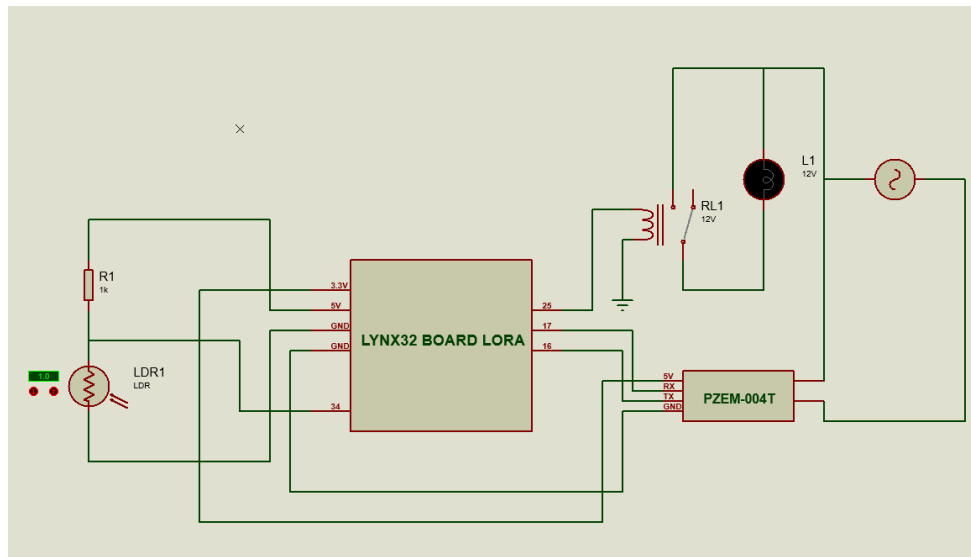 L1
12V
RL1
12V
R1
1k
3.3V
5V
GND
GND
34
LYNX32 BOARD LORA
25
17
16
1.0
LDR1
LDR
5V
RX
TX
GND
PZEM-004T